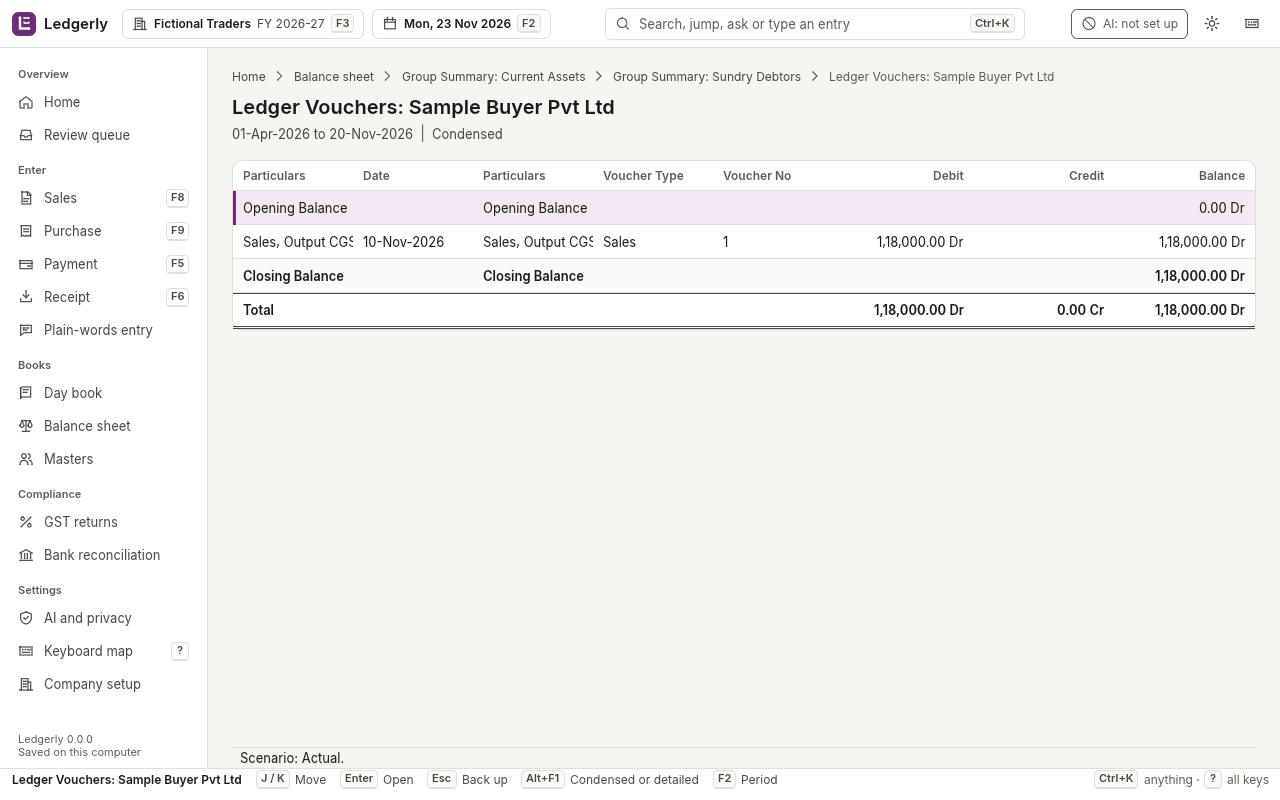 Ledgerly
Fictional Traders FY 2026-27 F3
Mon, 23 Nov 2026 F2
Search, jump, ask or type an entry Ctrl+K
AI: not set up
Overview
Home
Review queue
Enter
Sales F8
Purchase F9
Payment F5
Receipt F6
Plain-words entry
Books
Day book
Balance sheet
Masters
Compliance
GST returns
Bank reconciliation
Settings
AI and privacy
Keyboard map ?
Company setup
Ledgerly 0.0.0
Saved on this computer
Home > Balance sheet > Group Summary: Current Assets > Group Summary: Sundry Debtors > Ledger Vouchers: Sample Buyer Pvt Ltd
Ledger Vouchers: Sample Buyer Pvt Ltd
01-Apr-2026 to 20-Nov-2026 | Condensed
Particulars Date Particulars Voucher Type Voucher No Debit Credit Balance
Opening Balance Opening Balance 0.00 Dr
Sales, Output CGS 10-Nov-2026 Sales, Output CGS Sales 1 1,18,000.00 Dr 1,18,000.00 Dr
Closing Balance Closing Balance 1,18,000.00 Dr
Total 1,18,000.00 Dr 0.00 Cr 1,18,000.00 Dr
Scenario: Actual.
Ledger Vouchers: Sample Buyer Pvt Ltd J / K Move Enter Open Esc Back up Alt+F1 Condensed or detailed F2 Period Ctrl+K anything · ? all keys